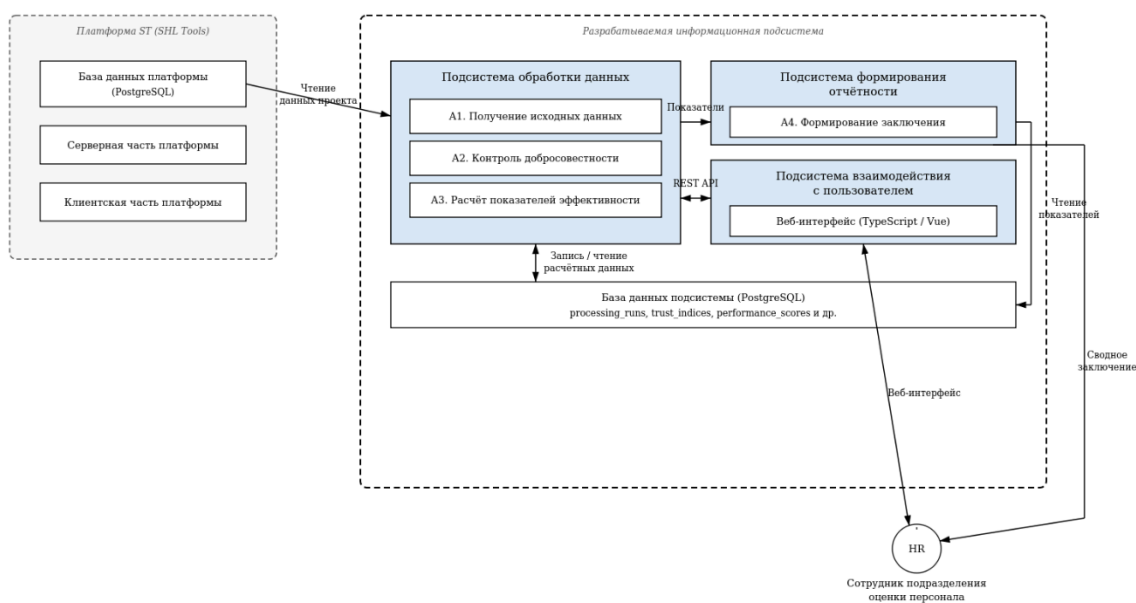 Платформа ST (SHL Tools)
База данных платформы
(PostgreSQL)
Серверная часть платформы
Клиентская часть платформы
Чтение
данных проекта
Разрабатываемая информационная подсистема
Подсистема обработки данных
А1. Получение исходных данных
А2. Контроль добросовестности
А3. Расчёт показателей эффективности
Показатели
REST API
Подсистема формирования
отчётности
А4. Формирование заключения
Подсистема взаимодействия
с пользователем
Веб-интерфейс (TypeScript / Vue)
Чтение
показателей
Запись / чтение
расчётных данных
База данных подсистемы (PostgreSQL)
processing_runs, trust_indices, performance_scores и др.
Сводное
заключение
Веб-интерфейс
HR
Сотрудник подразделения
оценки персонала